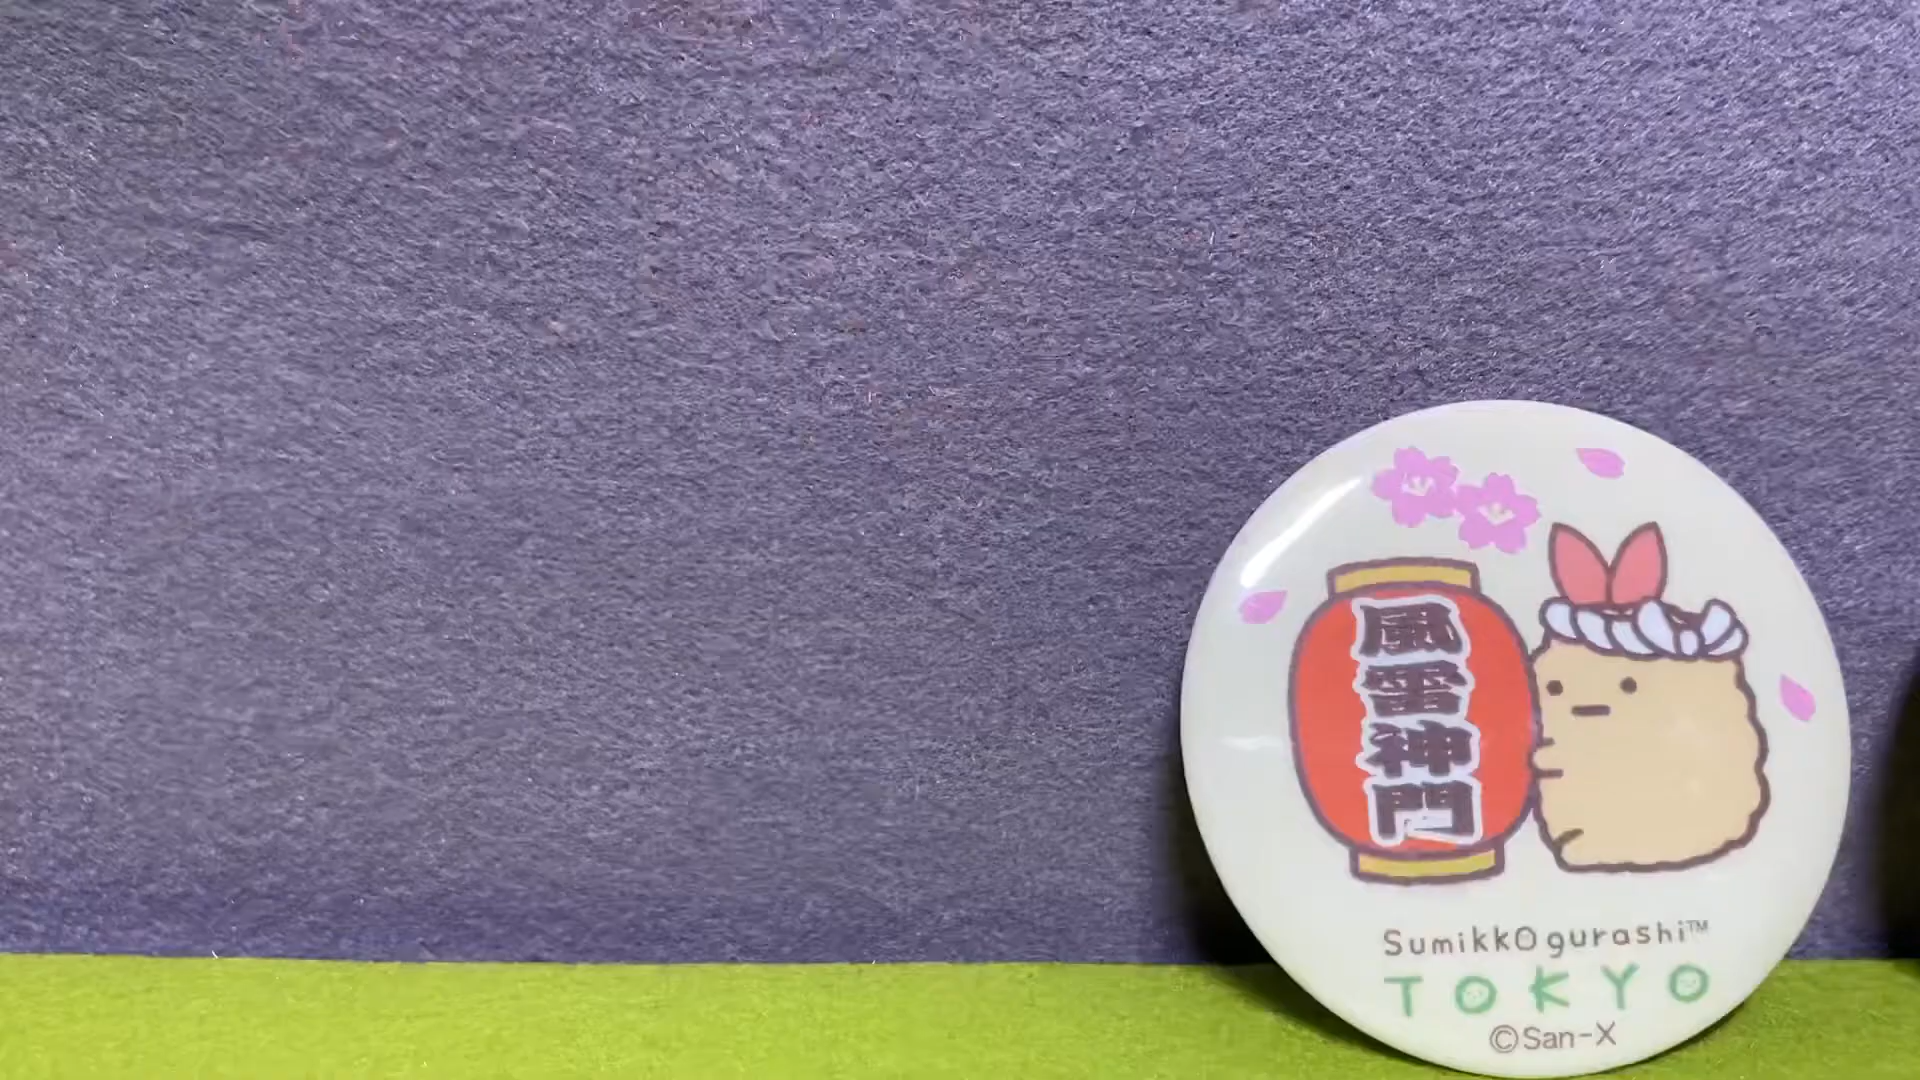 風雷神門
Sumikkogurashi™
TOKYO
©San-X